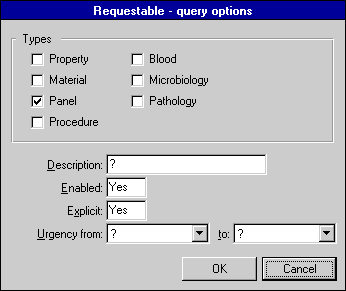 Requestable - query options
Types
Property Blood
Material Microbiology
Panel Pathology
Procedure
Description: ?
Enabled: Yes
Explicit: Yes
Urgency from: ? to: ?
OK Cancel